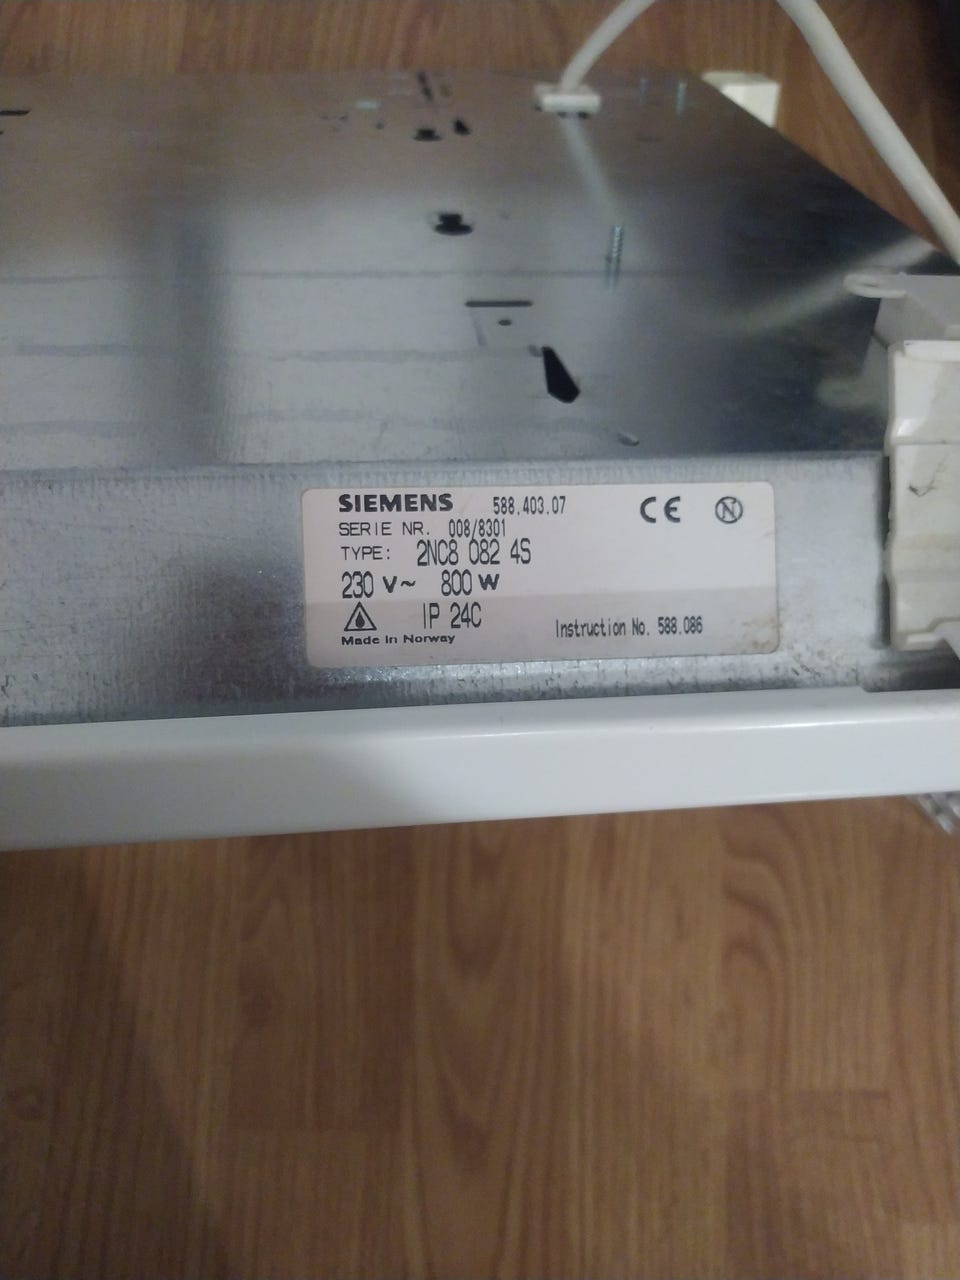 SIEMENS 588.403.07 CE N
SERIE NR. 008/8301
TYPE: 2NC8 082 4S
230 V~ 800 W
IP 24C
Made in Norway
Instruction No. 588.086